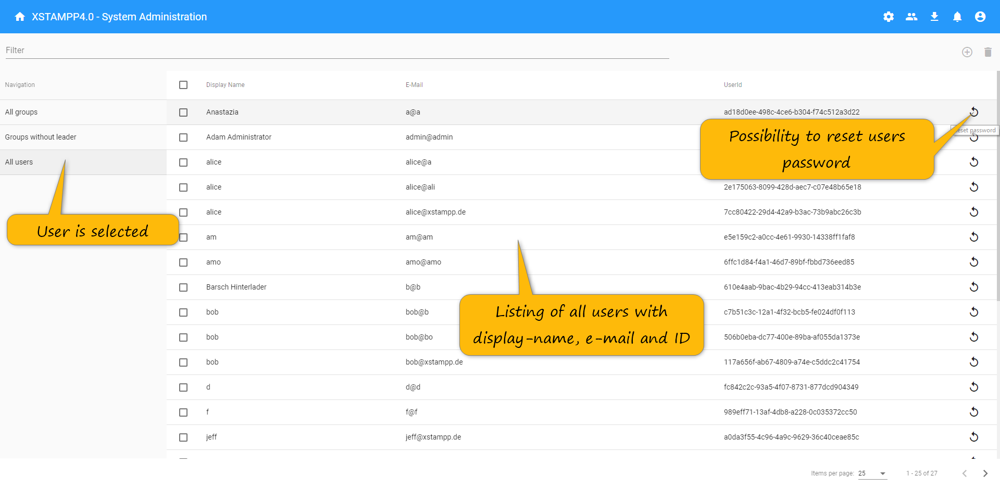 XSTAMPP4.0 - System Administration
Filter
Navigation
Display Name
E-Mail
UserId
All groups
Anastazia
a@a
ad18d0ee-498c-4ce6-b304-f74c512a3d22
Groups without leader
Adam Administrator
admin@admin
Possibility to reset users
password
password
All users
alice
alice@a
alice
alice@ali
2e175063-8099-428d-aec7-c07e48b65e18
alice
alice@xstampp.de
7cc80422-29d4-42a9-b3ac-73b9abc26c3b
User is selected
am
am@am
e5e159c2-a0cc-4e61-9930-14338ff1faf8
amo
amo@amo
6ffc1d84-f4a1-46d7-89bf-fbbd736eed85
Barsch Hinterlader
b@b
610e4aab-9bac-4b29-94cc-413eab314b3e
Listing of all users with
display-name, e-mail and ID
bob
bob@b
c7b51c3c-12a1-4f32-bcb5-fe024df0f113
bob
bob@bo
506b0eba-dc77-400e-89ba-af055da1373e
bob
bob@xstampp.de
117a656f-ab67-4809-a74e-c5ddc2c41754
d
d@d
fc842c2c-93a5-4f07-8731-877dcd904349
f
f@f
989eff71-13af-4db8-a228-0c035372cc50
jeff
jeff@xstampp.de
a0da3f55-4c96-4a9c-9629-36c40ceae85c
Items per page:
25
1 - 25 of 27